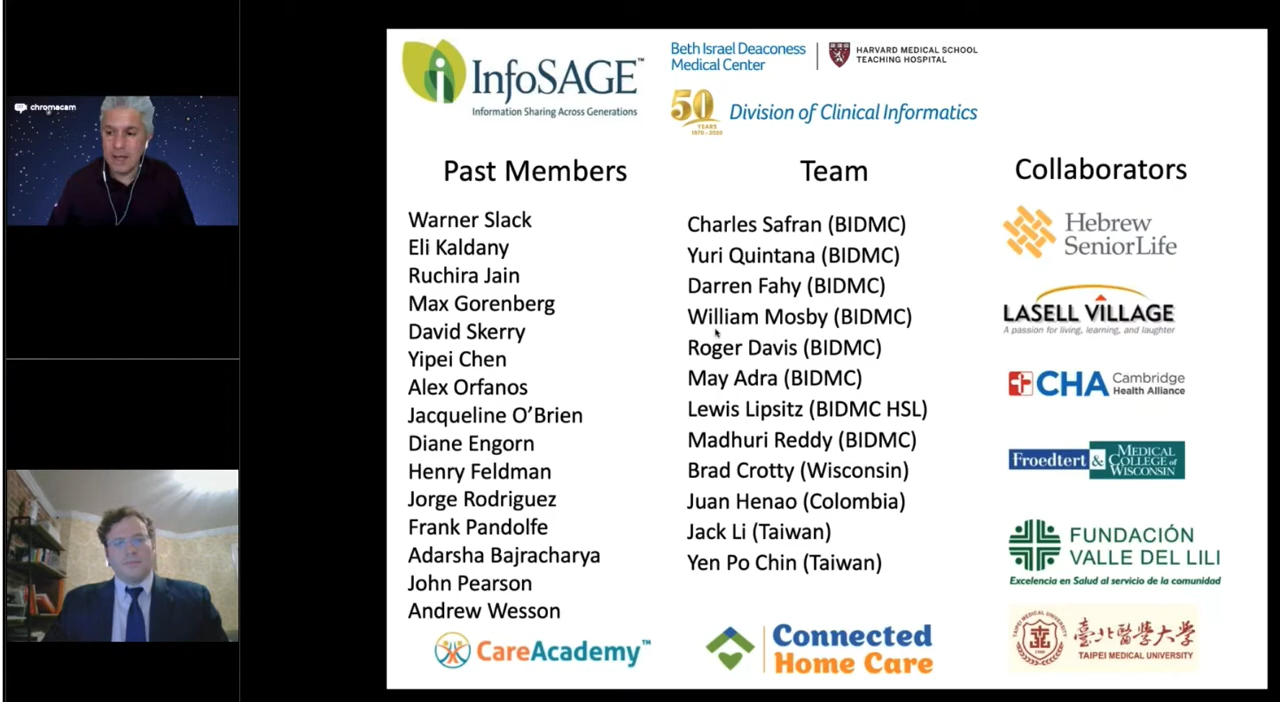 chromacam
InfoSAGE™
Information Sharing Across Generations
Beth Israel Deaconess
Medical Center
HARVARD MEDICAL SCHOOL
TEACHING HOSPITAL
50
YEARS
1970 - 2020
Division of Clinical Informatics
Past Members
Warner Slack
Eli Kaldany
Ruchira Jain
Max Gorenberg
David Skerry
Yipei Chen
Alex Orfanos
Jacqueline O’Brien
Diane Engorn
Henry Feldman
Jorge Rodriguez
Frank Pandolfe
Adarsha Bajracharya
John Pearson
Andrew Wesson
Team
Charles Safran (BIDMC)
Yuri Quintana (BIDMC)
Darren Fahy (BIDMC)
William Mosby (BIDMC)
Roger Davis (BIDMC)
May Adra (BIDMC)
Lewis Lipsitz (BIDMC HSL)
Madhuri Reddy (BIDMC)
Brad Crotty (Wisconsin)
Juan Henao (Colombia)
Jack Li (Taiwan)
Yen Po Chin (Taiwan)
Collaborators
Hebrew
SeniorLife
LASELL VILLAGE
A passion for living, learning, and laughter
CHA Cambridge
Health Alliance
Froedtert & MEDICAL
COLLEGE of
WISCONSIN
FUNDACIÓN
VALLE DEL LILI
Excelencia en Salud al servicio de la comunidad
臺北醫學大學
TAIPEI MEDICAL UNIVERSITY
CareAcademy™
Connected
Home Care